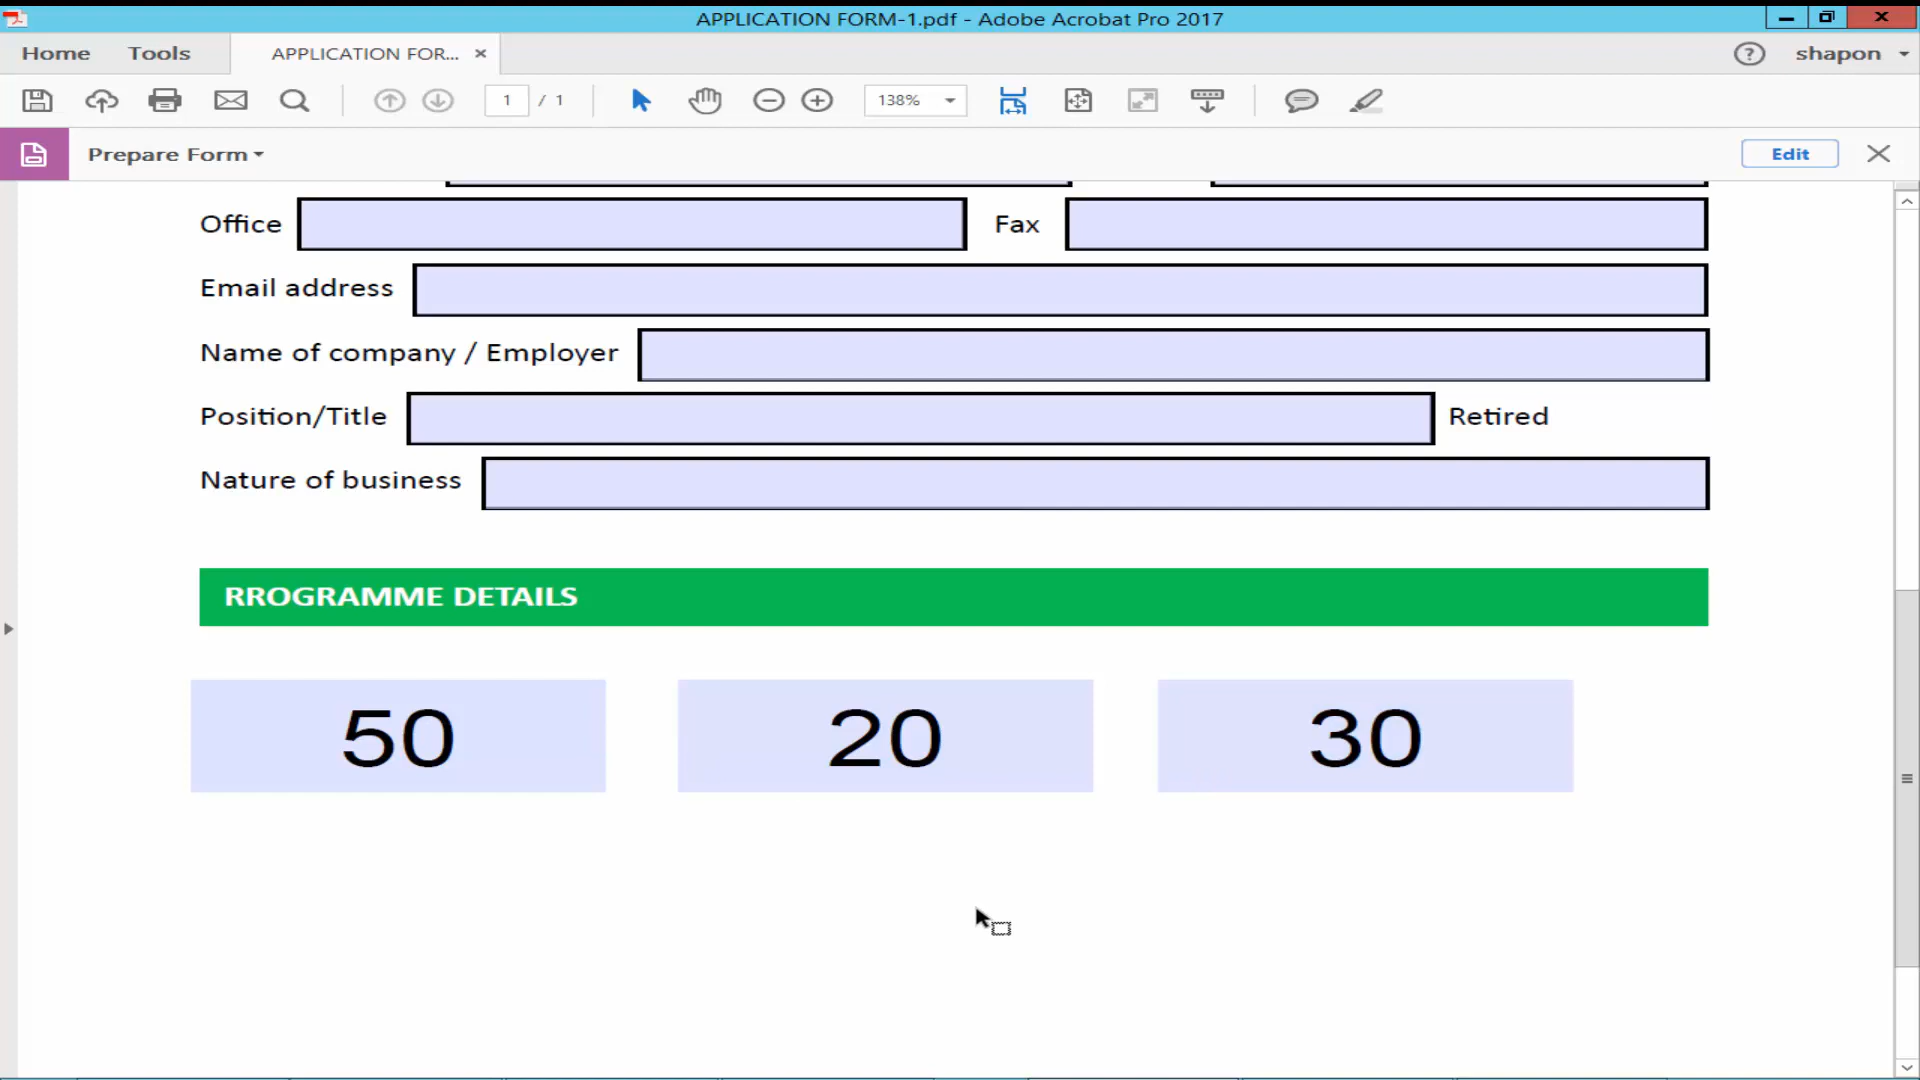 APPLICATION FORM-1.pdf - Adobe Acrobat Pro 2017
Home Tools APPLICATION FOR... × ? shapon
1 / 1 138%
Prepare Form Edit
Office Fax
Email address
Name of company / Employer
Position/Title Retired
Nature of business
RROGRAMME DETAILS
50 20 30